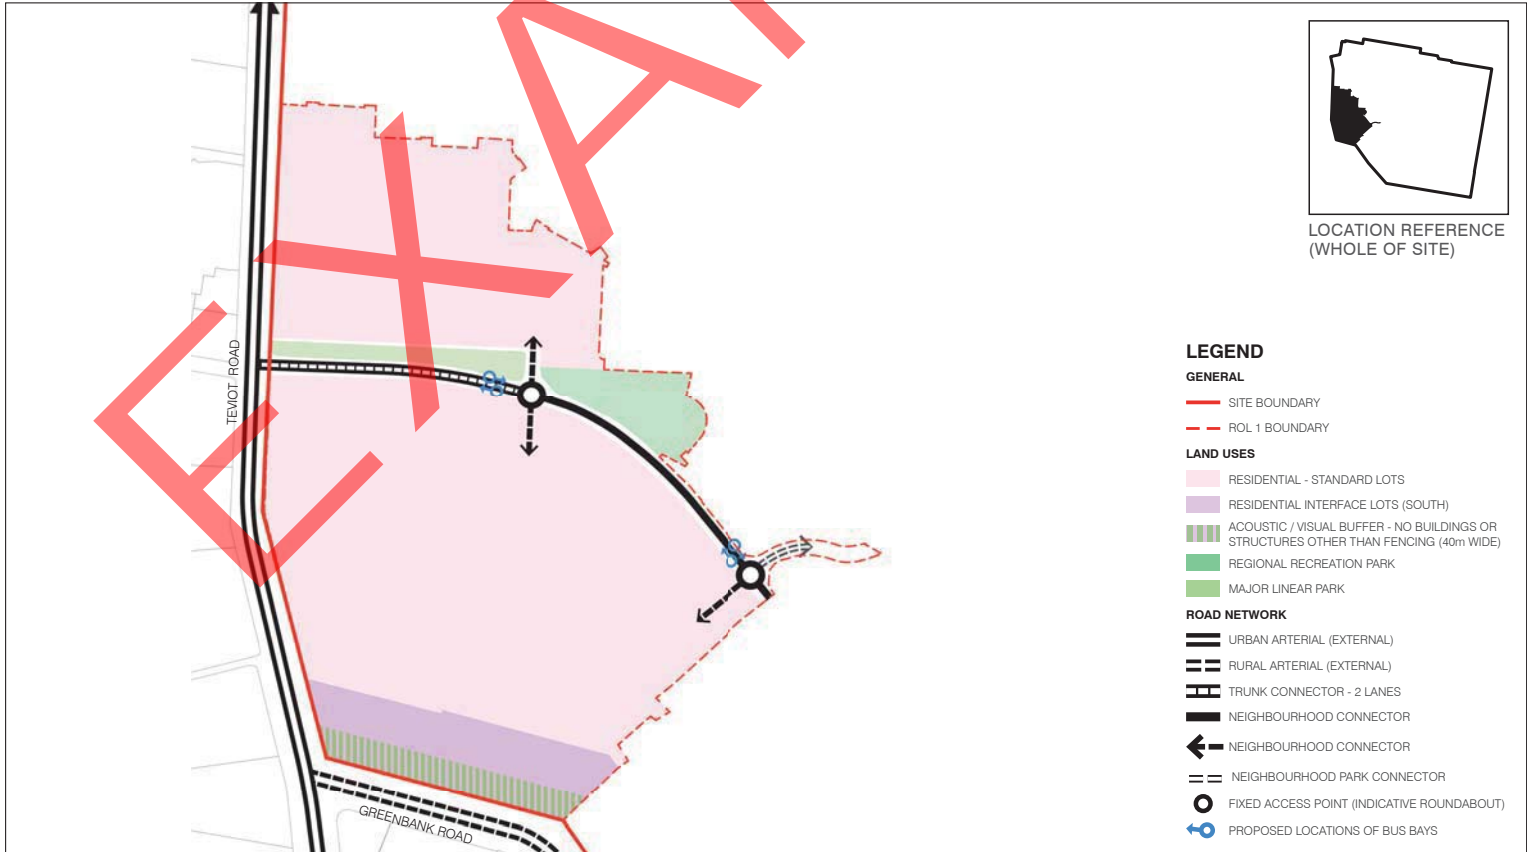 EXA
LOCATION REFERENCE
(WHOLE OF SITE)
TEVIOT ROAD
GREENBANK ROAD
LEGEND
GENERAL
SITE BOUNDARY
ROL 1 BOUNDARY
LAND USES
RESIDENTIAL - STANDARD LOTS
RESIDENTIAL INTERFACE LOTS (SOUTH)
ACOUSTIC / VISUAL BUFFER - NO BUILDINGS OR
STRUCTURES OTHER THAN FENCING (40m WIDE)
REGIONAL RECREATION PARK
MAJOR LINEAR PARK
ROAD NETWORK
URBAN ARTERIAL (EXTERNAL)
RURAL ARTERIAL (EXTERNAL)
TRUNK CONNECTOR - 2 LANES
NEIGHBOURHOOD CONNECTOR
NEIGHBOURHOOD CONNECTOR
NEIGHBOURHOOD PARK CONNECTOR
FIXED ACCESS POINT (INDICATIVE ROUNDABOUT)
PROPOSED LOCATIONS OF BUS BAYS